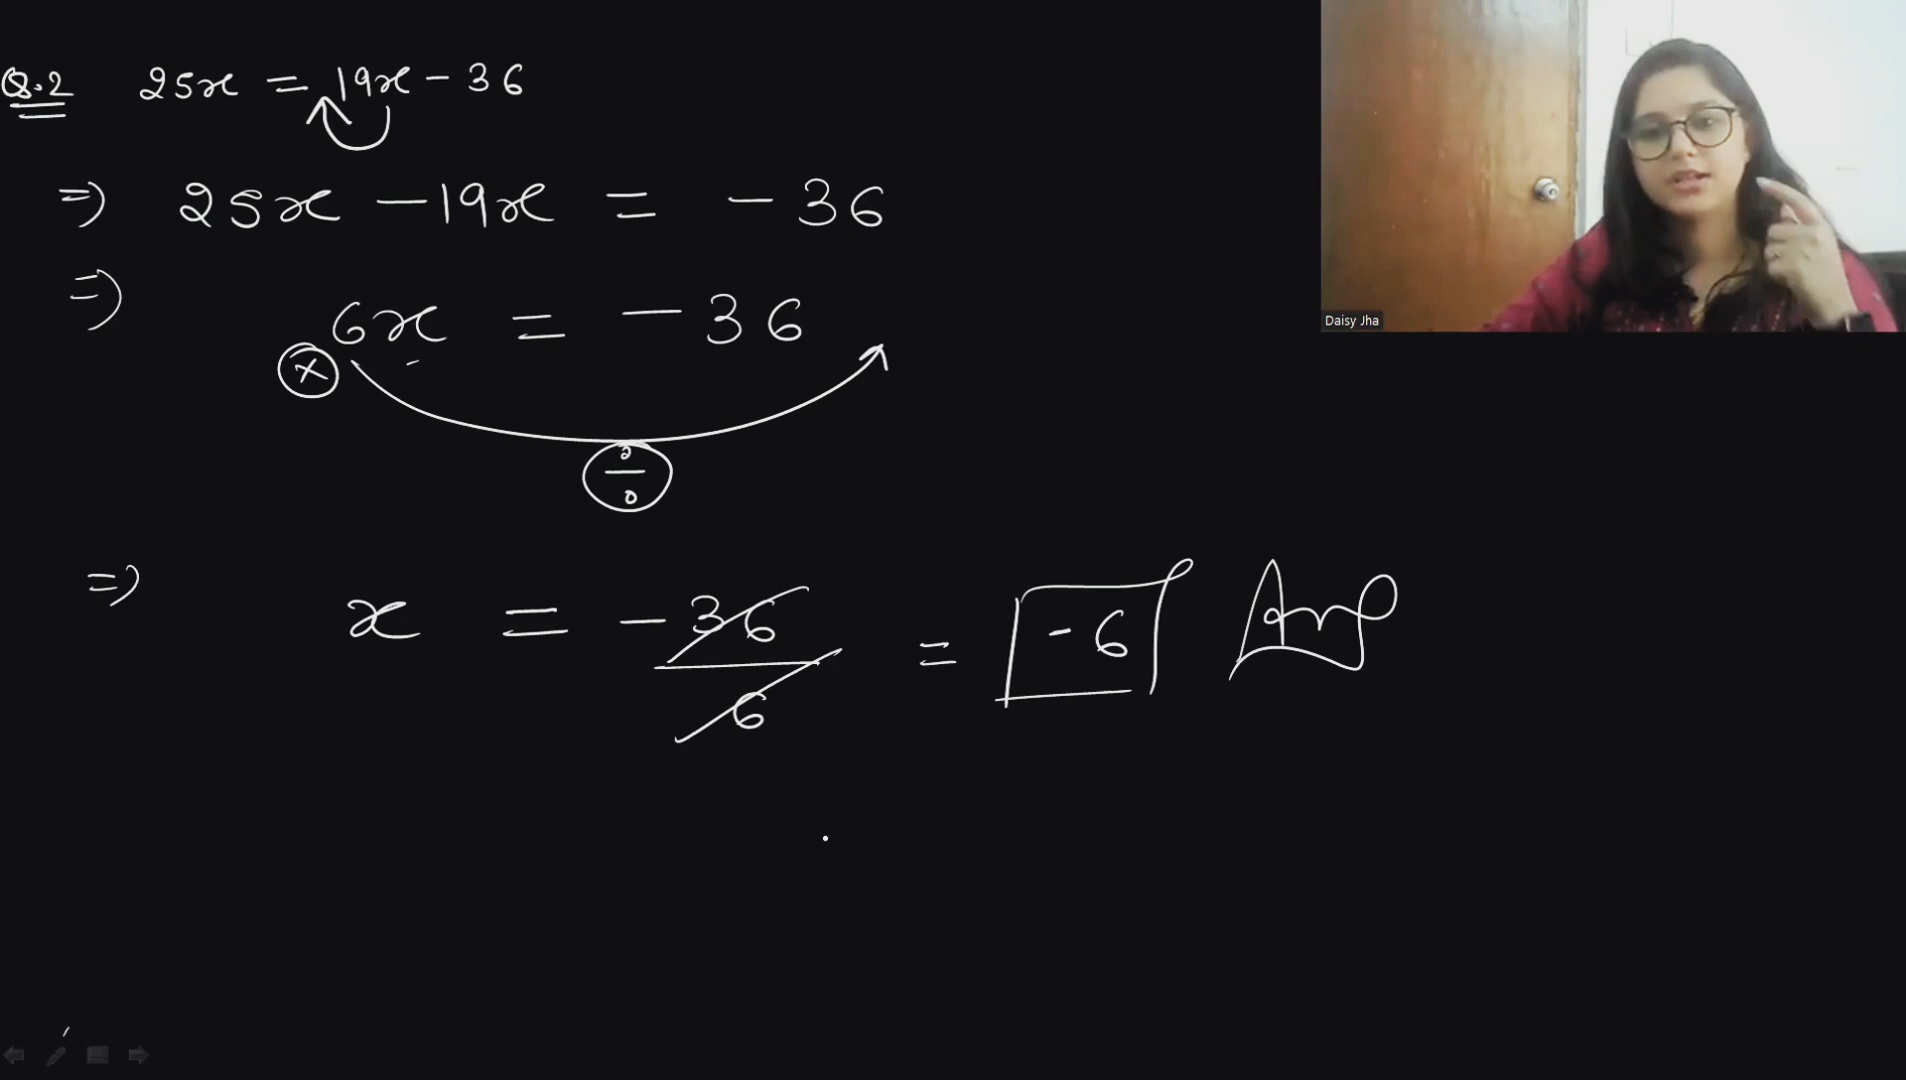 Q.2 25x = 19x - 36
=) 25x - 19x = - 36
=) 6x = - 36
×
÷
=) x = - 36/6 = - 6 Ans
Daisy Jha